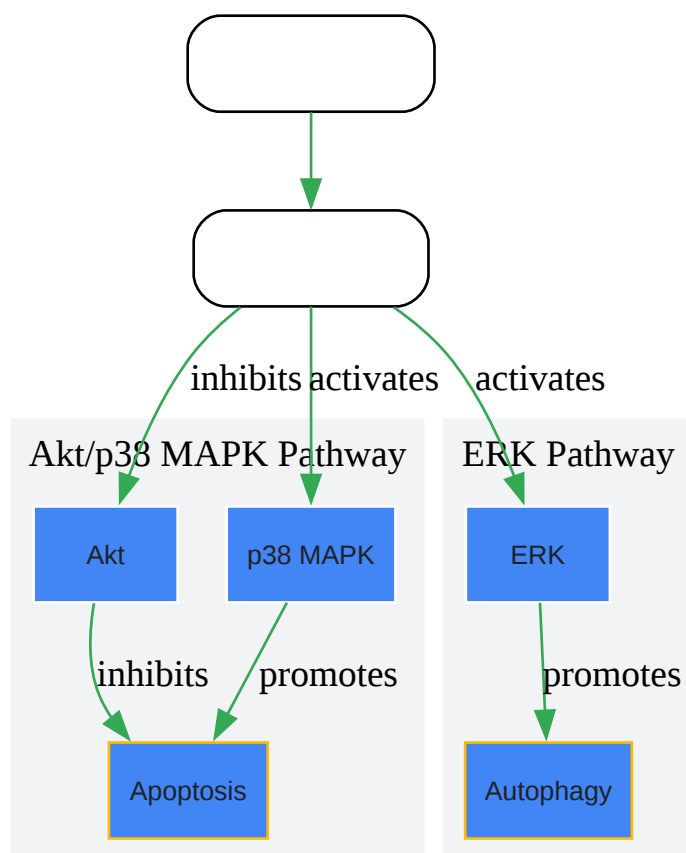 inhibits activates activates
Akt/p38 MAPK Pathway ERK Pathway
Akt p38 MAPK ERK
inhibits promotes promotes
Apoptosis Autophagy